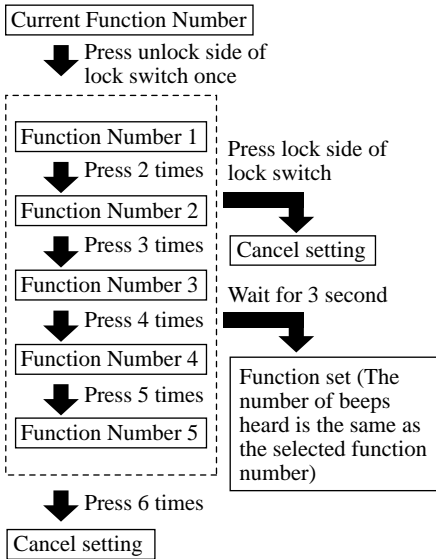 Current Function Number
Press unlock side of
lock switch once
Function Number 1
Press 2 times
Function Number 2
Press 3 times
Function Number 3
Press 4 times
Function Number 4
Press 5 times
Function Number 5
Press 6 times
Cancel setting
Press lock side of
lock switch
Cancel setting
Wait for 3 second
Function set (The
number of beeps
heard is the same as
the selected function
number)